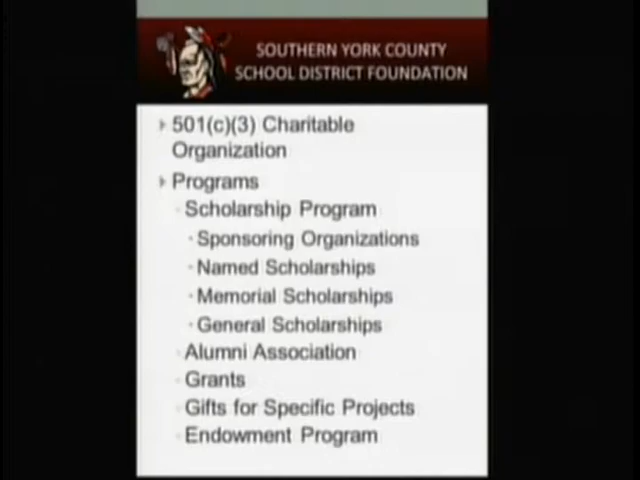 SOUTHERN YORK COUNTY
SCHOOL DISTRICT FOUNDATION
501(c)(3) Charitable
Organization
Programs
Scholarship Program
Sponsoring Organizations
Named Scholarships
Memorial Scholarships
General Scholarships
Alumni Association
Grants
Gifts for Specific Projects
Endowment Program